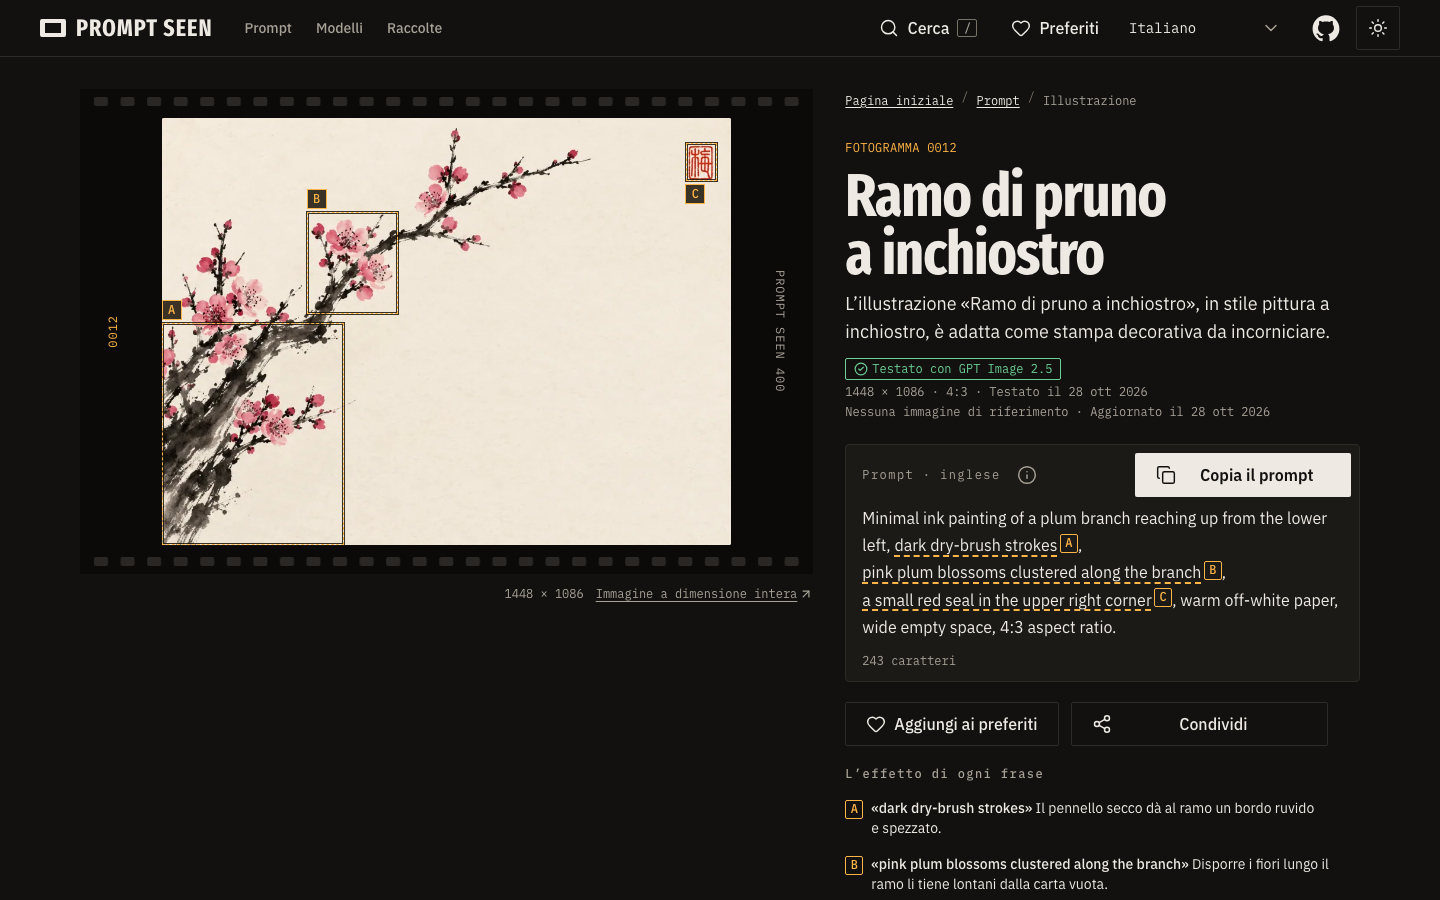 PROMPT SEEN
Prompt
Modelli
Raccolte
Cerca /
Preferiti
Italiano
Pagina iniziale / Prompt / Illustrazione
FOTOGRAMMA 0012
Ramo di pruno
a inchiostro
L’illustrazione «Ramo di pruno a inchiostro», in stile pittura a
inchiostro, è adatta come stampa decorativa da incorniciare.
Testato con GPT Image 2.5
1448 × 1086 · 4:3 · Testato il 28 ott 2026
Nessuna immagine di riferimento · Aggiornato il 28 ott 2026
0012
A
B
梅
C
PROMPT SEEN 400
1448 × 1086 Immagine a dimensione intera
Prompt · inglese
Copia il prompt
Minimal ink painting of a plum branch reaching up from the lower
left, dark dry-brush strokes A,
pink plum blossoms clustered along the branch B,
a small red seal in the upper right corner C, warm off-white paper,
wide empty space, 4:3 aspect ratio.
243 caratteri
Aggiungi ai preferiti
Condividi
L’effetto di ogni frase
A «dark dry-brush strokes» Il pennello secco dà al ramo un bordo ruvido
e spezzato.
B «pink plum blossoms clustered along the branch» Disporre i fiori lungo il
ramo li tiene lontani dalla carta vuota.